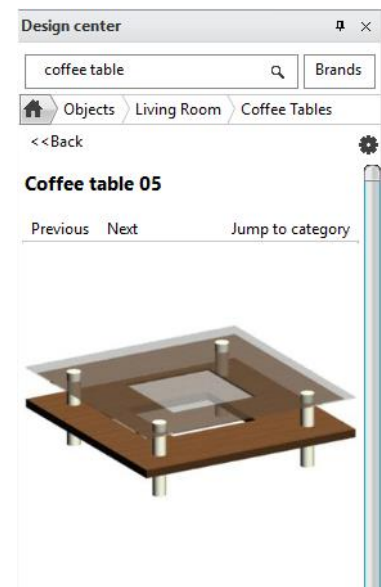 Design center
coffee table
Brands
Objects Living Room Coffee Tables
<<Back
Coffee table 05
Previous Next Jump to category